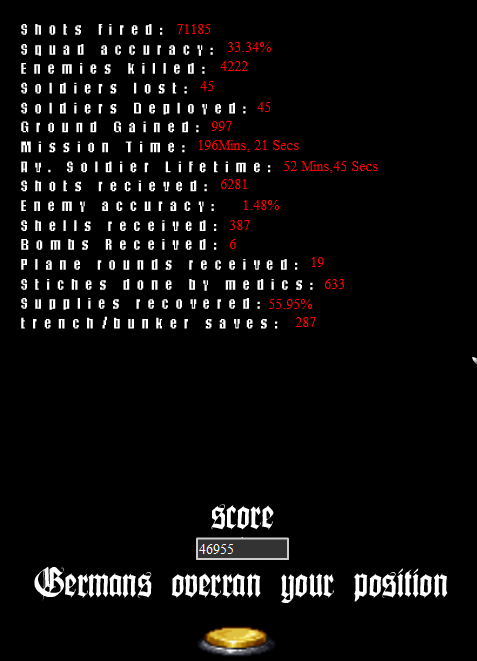 Shots fired: 71185
Squad accuracy: 33.34%
Enemies killed: 4222
Soldiers lost: 45
Soldiers Deployed: 45
Ground Gained: 997
Mission Time: 196Mins, 21 Secs
Av. Soldier Lifetime: 52 Mins,45 Secs
Shots recieved: 6281
Enemy accuracy: 1.48%
Shells received: 387
Bombs Received: 6
Plane rounds received: 19
Stiches done by medics: 633
Supplies recovered: 55.95%
trench/bunker saves: 287
score
46955
Germans overran your position